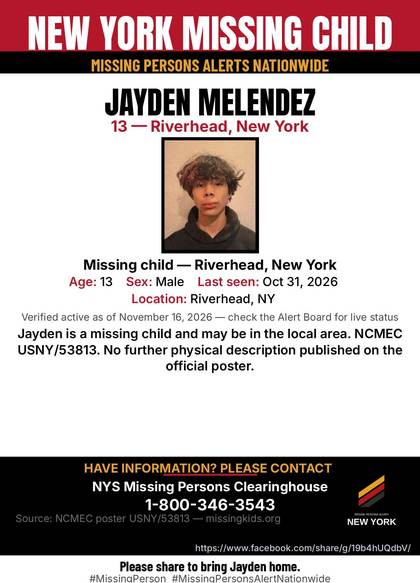 NEW YORK MISSING CHILD
MISSING PERSONS ALERTS NATIONWIDE
JAYDEN MELENDEZ
13 — Riverhead, New York
Missing child — Riverhead, New York
Age: 13 Sex: Male Last seen: Oct 31, 2026
Location: Riverhead, NY
Verified active as of November 16, 2026 — check the Alert Board for live status
Jayden is a missing child and may be in the local area. NCMEC
USNY/53813. No further physical description published on the
official poster.
HAVE INFORMATION? PLEASE CONTACT
NYS Missing Persons Clearinghouse
1-800-346-3543
Source: NCMEC poster USNY/53813 — missingkids.org
NEW YORK
https://www.facebook.com/share/g/19b4hUQdbV/
Please share to bring Jayden home.
#MissingPerson #MissingPersonsAlertNationwide